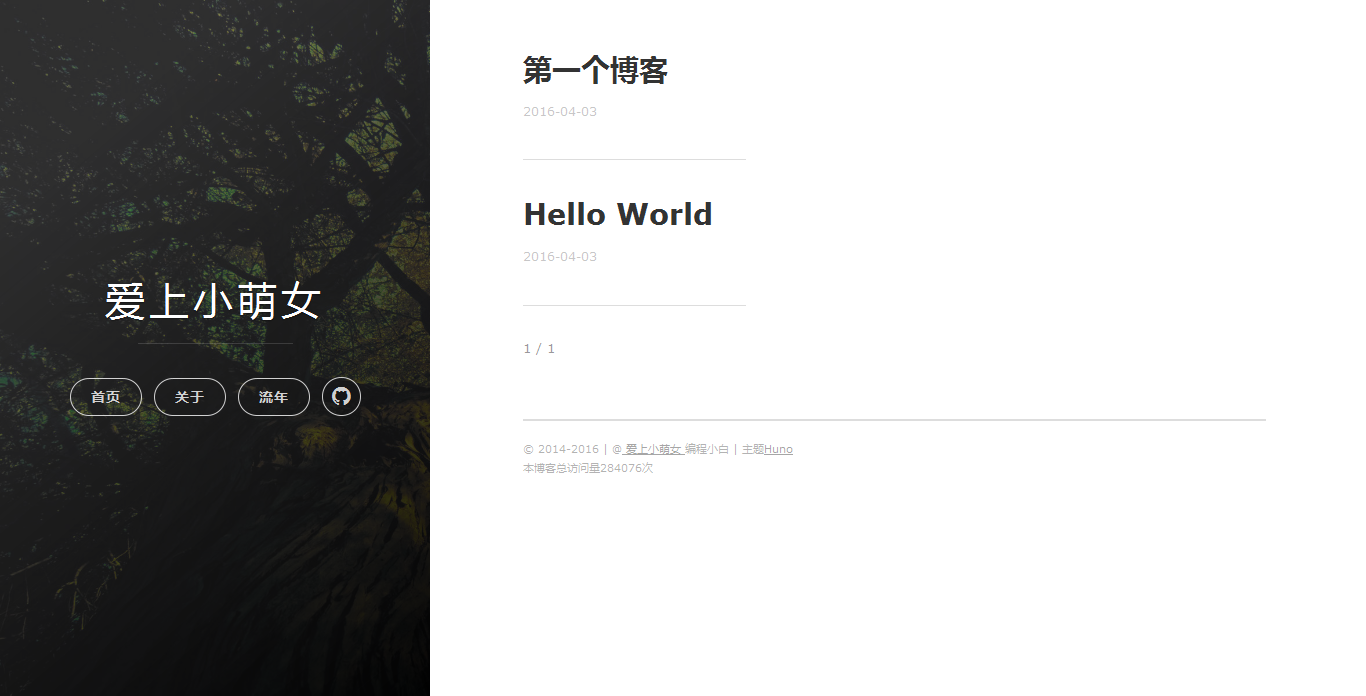 爱上小萌女
首页 关于 流年
第一个博客
2016-04-03
Hello World
2016-04-03
1 / 1
© 2014-2016 | @ 爱上小萌女 编程小白 | 主题Huno
本博客总访问量284076次